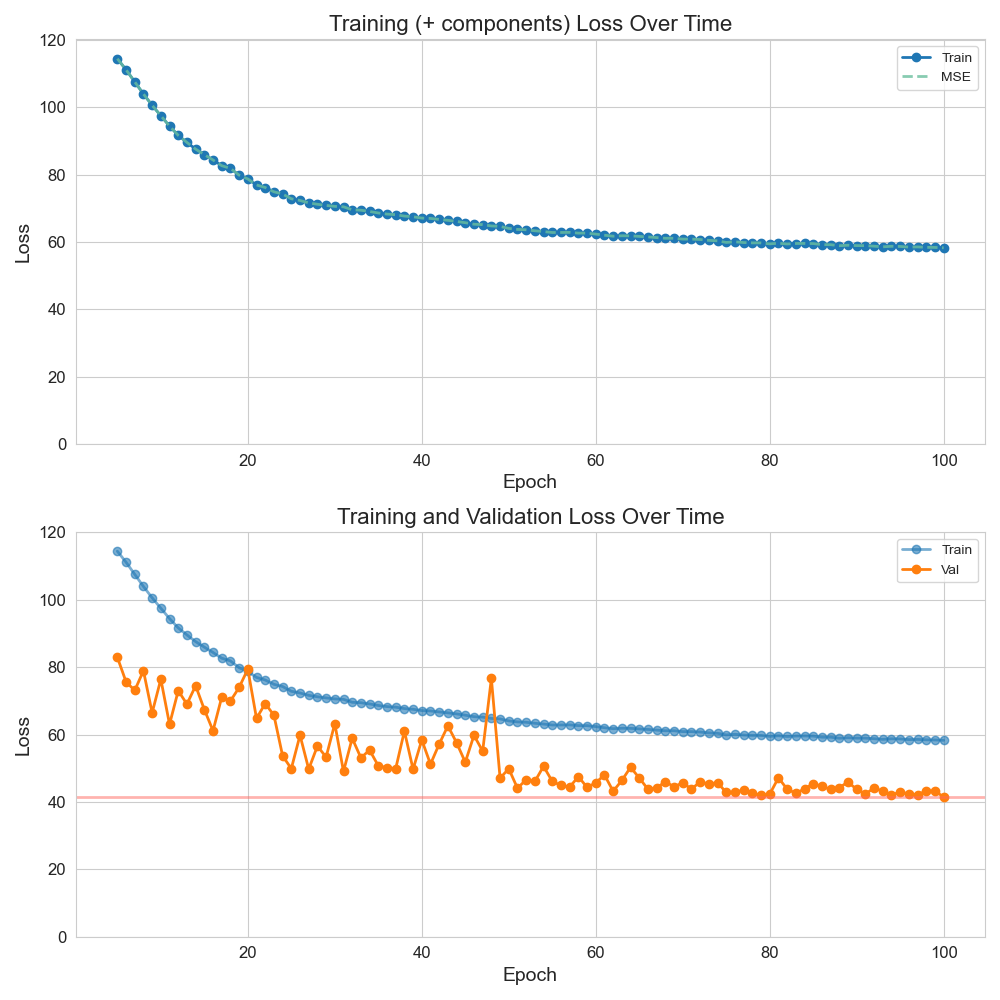 Training (+ components) Loss Over Time
120
100
80
60
40
20
0
Loss
Train
MSE
20 40 60 80 100
Epoch
Training and Validation Loss Over Time
120
100
80
60
40
20
0
Loss
Train
Val
20 40 60 80 100
Epoch